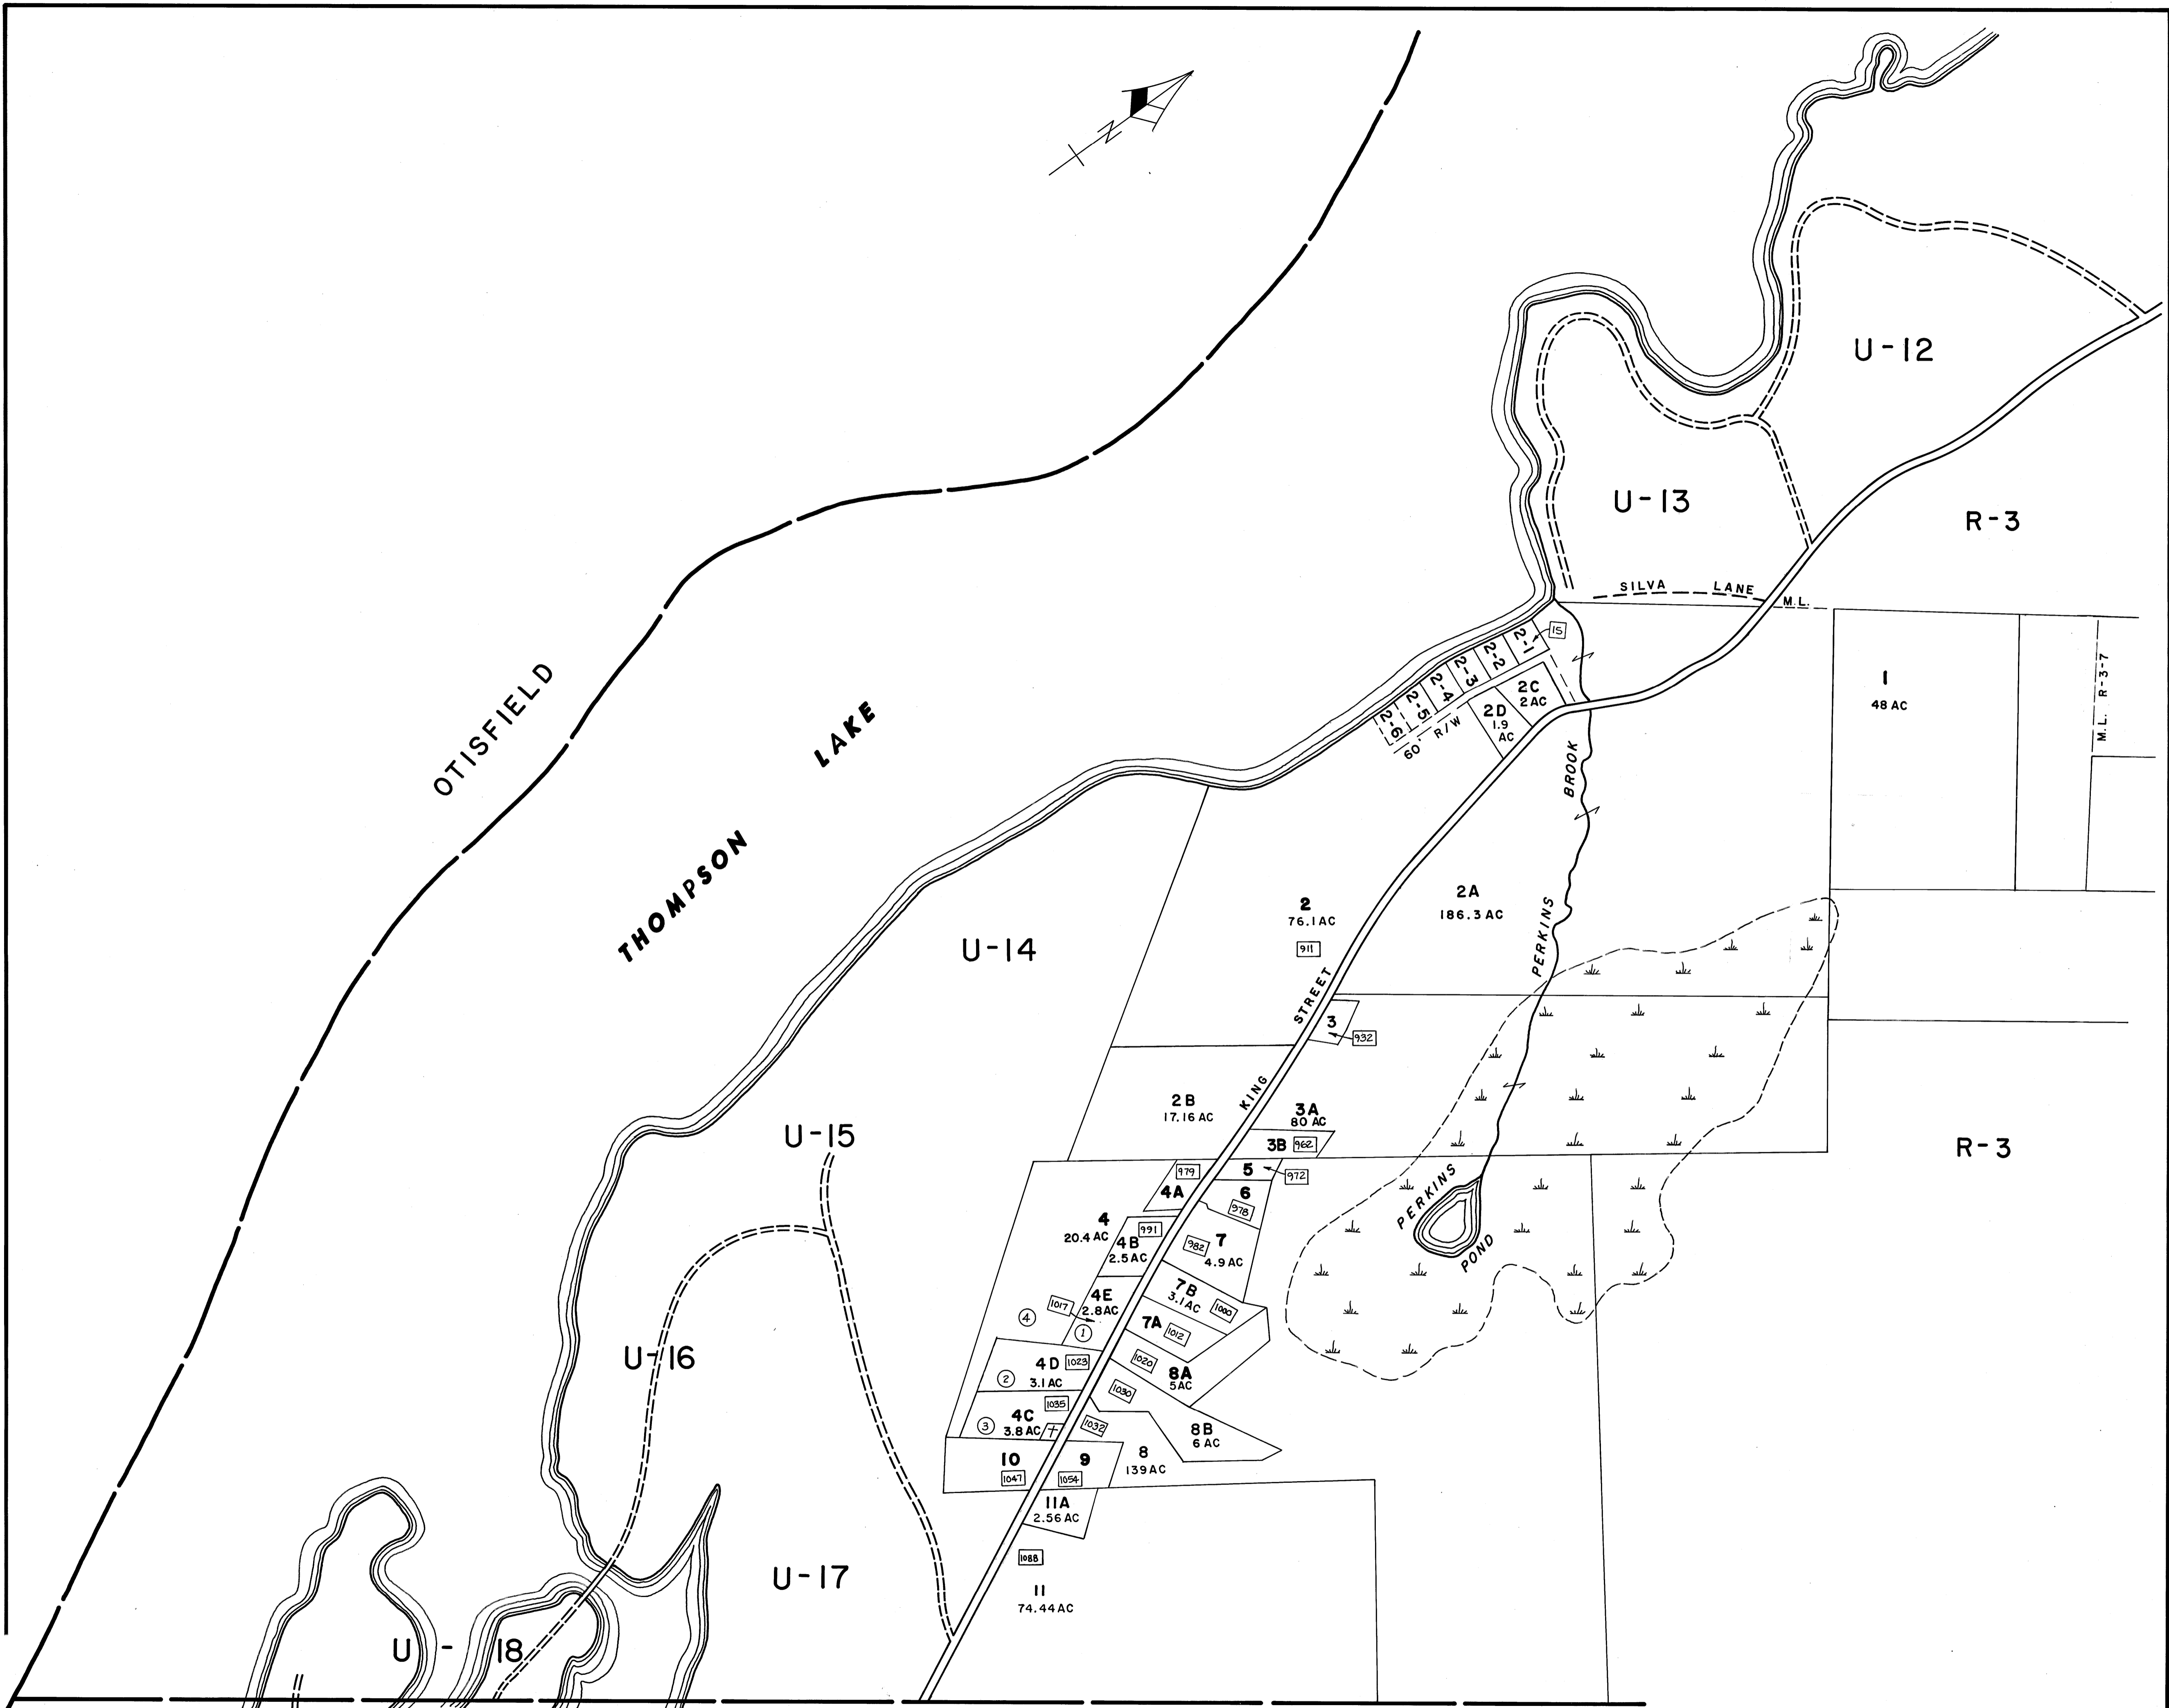 N
U-12
U-13
R-3
SILVA LANE
M.L.
15
2-1
2-2
2-3
2-4
2-5
2-6
60' R/W
2C
2 AC
2D
1.9
AC
1
48 AC
M.L. R-3-7
OTISFIELD
THOMPSON LAKE
BROOK
PERKINS
2
76.1 AC
911
2A
186.3 AC
U-14
KING STREET
3
932
2B
17.16 AC
3A
80 AC
3B
962
U-15
R-3
979
4A
5
972
6
978
4
20.4 AC
991
4B
2.5 AC
982
7
4.9 AC
PERKINS
POND
4E
2.8 AC
1017
1
4
7B
3.1 AC
1000
7A
1012
U-16
4D
1023
2
3.1 AC
1020
8A
5 AC
1030
1035
4C
3
3.8 AC
1032
8B
6 AC
8
139 AC
10
1047
9
1054
11A
2.56 AC
1088
11
74.44 AC
U-17
U - 18